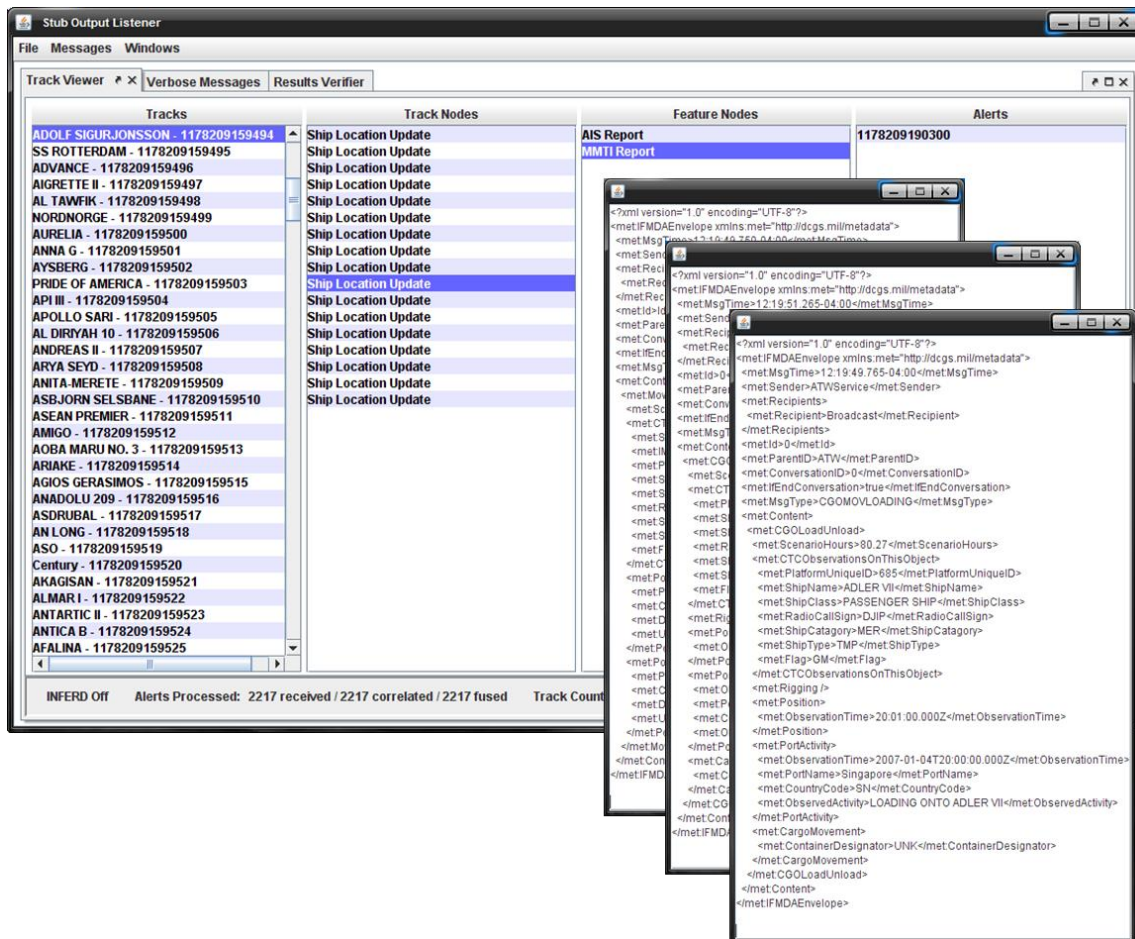 Stub Output Listener
File Messages Windows
Track Viewer Verbose Messages Results Verifier
Tracks Track Nodes Feature Nodes Alerts
ADOLF SIGURJONSSON - 1178209159494 Ship Location Update AIS Report 1178209190300
SS ROTTERDAM - 1178209159495 Ship Location Update MMTI Report
ADVANCE - 1178209159496 Ship Location Update
AIGRETTE II - 1178209159497 Ship Location Update
AL TAWFIK - 1178209159498 Ship Location Update
NORDNORGE - 1178209159499 Ship Location Update
AURELIA - 1178209159500 Ship Location Update
ANNA G - 1178209159501 Ship Location Update
AYSBERG - 1178209159502 Ship Location Update
PRIDE OF AMERICA - 1178209159503 Ship Location Update
API III - 1178209159504 Ship Location Update
APOLLO SARI - 1178209159505 Ship Location Update
AL DIRIYAH 10 - 1178209159506 Ship Location Update
ANDREAS II - 1178209159507 Ship Location Update
ARYA SEYD - 1178209159508 Ship Location Update
ANITA-MERETE - 1178209159509 Ship Location Update
ASBJORN SELSBANE - 1178209159510 Ship Location Update
ASEAN PREMIER - 1178209159511
AMIGO - 1178209159512
AOBA MARU NO. 3 - 1178209159513
ARIAKE - 1178209159514
AGIOS GERASIMOS - 1178209159515
ANADOLU 209 - 1178209159516
ASDRUBAL - 1178209159517
AN LONG - 1178209159518
ASO - 1178209159519
Century - 1178209159520
AKAGISAN - 1178209159521
ALMAR I - 1178209159522
ANTARTIC II - 1178209159523
ANTICA B - 1178209159524
AFALINA - 1178209159525
INFERD Off Alerts Processed: 2217 received / 2217 correlated / 2217 fused Track Count
<?xml version="1.0" encoding="UTF-8"?>
<met:IFMDAEnvelope xmlns:met="http://dcgs.mil/metadata">
<?xml version="1.0" encoding="UTF-8"?>
<met:IFMDAEnvelope xmlns:met="http://dcgs.mil/metadata">
<met:MsgTime>12:19:51.265-04:00</met:MsgTime>
<?xml version="1.0" encoding="UTF-8"?>
<met:IFMDAEnvelope xmlns:met="http://dcgs.mil/metadata">
<met:MsgTime>12:19:49.765-04:00</met:MsgTime>
<met:Sender>ATWService</met:Sender>
<met:Recipients>
<met:Recipient>Broadcast</met:Recipient>
</met:Recipients>
<met:Id>0</met:Id>
<met:ParentID>ATW</met:ParentID>
<met:ConversationID>0</met:ConversationID>
<met:IfEndConversation>true</met:IfEndConversation>
<met:MsgType>CGOMOVLOADING</met:MsgType>
<met:Content>
<met:CGOLoadUnload>
<met:ScenarioHours>80.27</met:ScenarioHours>
<met:CTCObservationsOnThisObject>
<met:PlatformUniqueID>685</met:PlatformUniqueID>
<met:ShipName>ADLER VII</met:ShipName>
<met:ShipClass>PASSENGER SHIP</met:ShipClass>
<met:RadioCallSign>DJIP</met:RadioCallSign>
<met:ShipCatagory>MER</met:ShipCatagory>
<met:ShipType>TMP</met:ShipType>
<met:Flag>GM</met:Flag>
</met:CTCObservationsOnThisObject>
<met:Rigging />
<met:Position>
<met:ObservationTime>20:01:00.000Z</met:ObservationTime>
</met:Position>
<met:PortActivity>
<met:ObservationTime>2007-01-04T20:00:00.000Z</met:ObservationTime>
<met:PortName>Singapore</met:PortName>
<met:CountryCode>SN</met:CountryCode>
<met:ObservedActivity>LOADING ONTO ADLER VII</met:ObservedActivity>
</met:PortActivity>
<met:CargoMovement>
<met:ContainerDesignator>UNK</met:ContainerDesignator>
</met:CargoMovement>
</met:CGOLoadUnload>
</met:Content>
</met:IFMDAEnvelope>